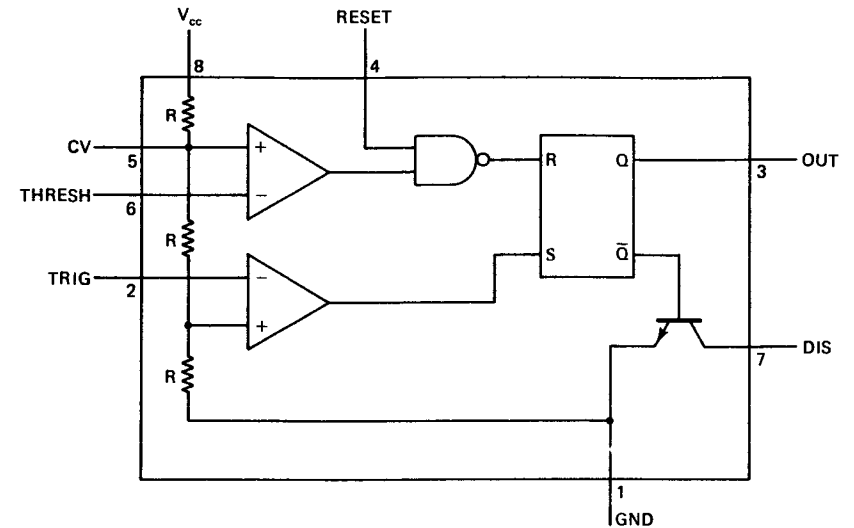 Vcc
RESET
8
4
R
CV
5
+
R
Q
3
OUT
THRESH
6
−
R
TRIG
2
−
S
Q̅
+
DIS
7
R
1
GND